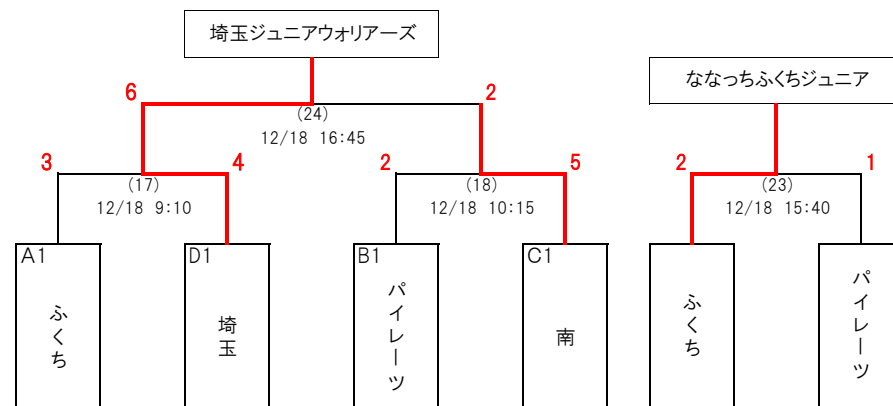 埼玉ジュニアウォリアーズ
ななっちふくちジュニア
6
2
(24)
12/18 16:45
3
4
2
5
2
1
(17)
(18)
(23)
12/18 9:10
12/18 10:15
12/18 15:40
A1
D1
B1
C1
ふくち
埼玉
パイレーツ
南
ふくち
パイレーツ